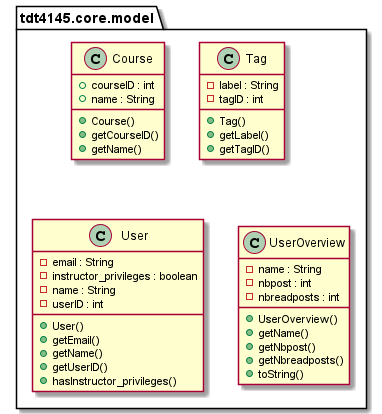 tdt4145.core.model
C Course
courseID : int
name : String
Course()
getCourseID()
getName()
C Tag
label : String
tagID : int
Tag()
getLabel()
getTagID()
C User
email : String
instructor_privileges : boolean
name : String
userID : int
User()
getEmail()
getName()
getUserID()
hasInstructor_privileges()
C UserOverview
name : String
nbpost : int
nbreadposts : int
UserOverview()
getName()
getNbpost()
getNbreadposts()
toString()